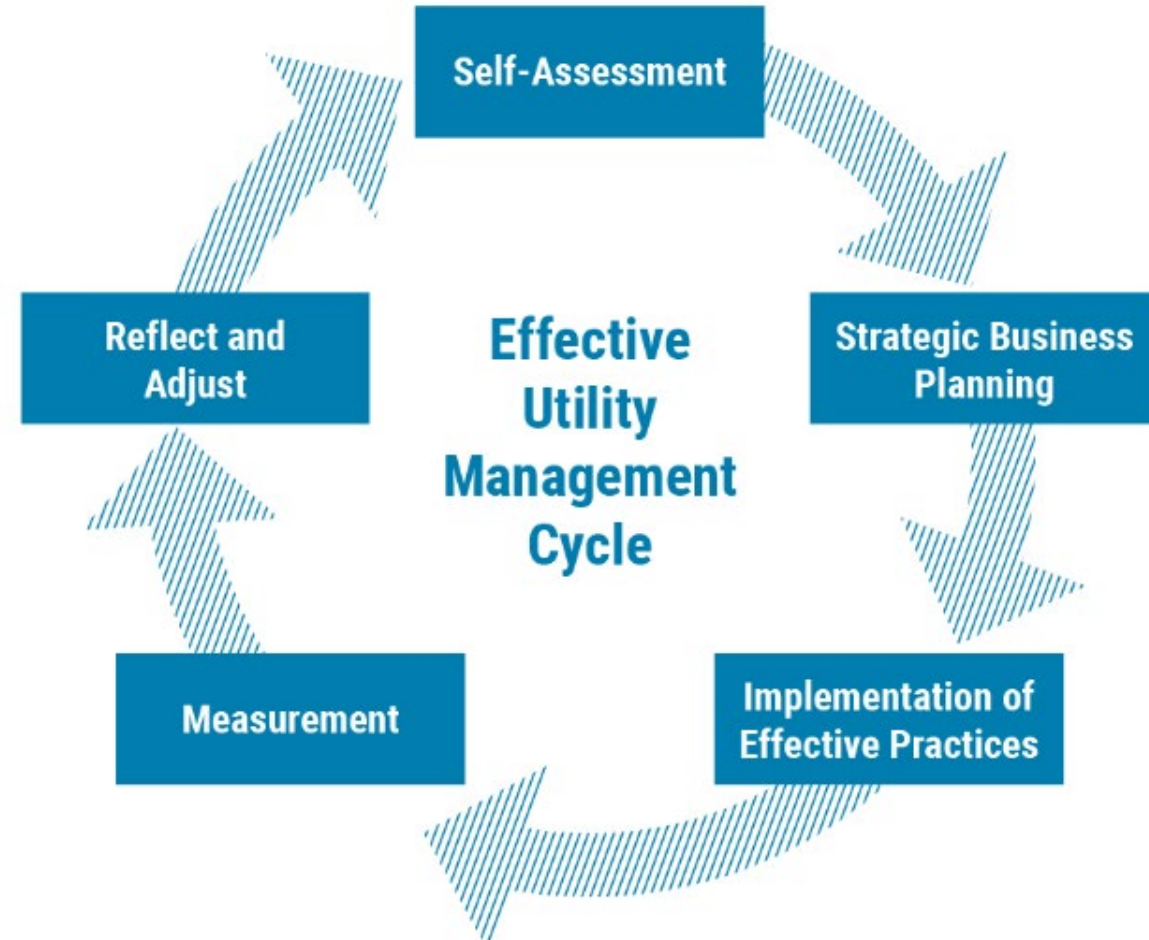 Self-Assessment
Strategic Business
Planning
Implementation of
Effective Practices
Measurement
Reflect and
Adjust
Effective
Utility
Management
Cycle